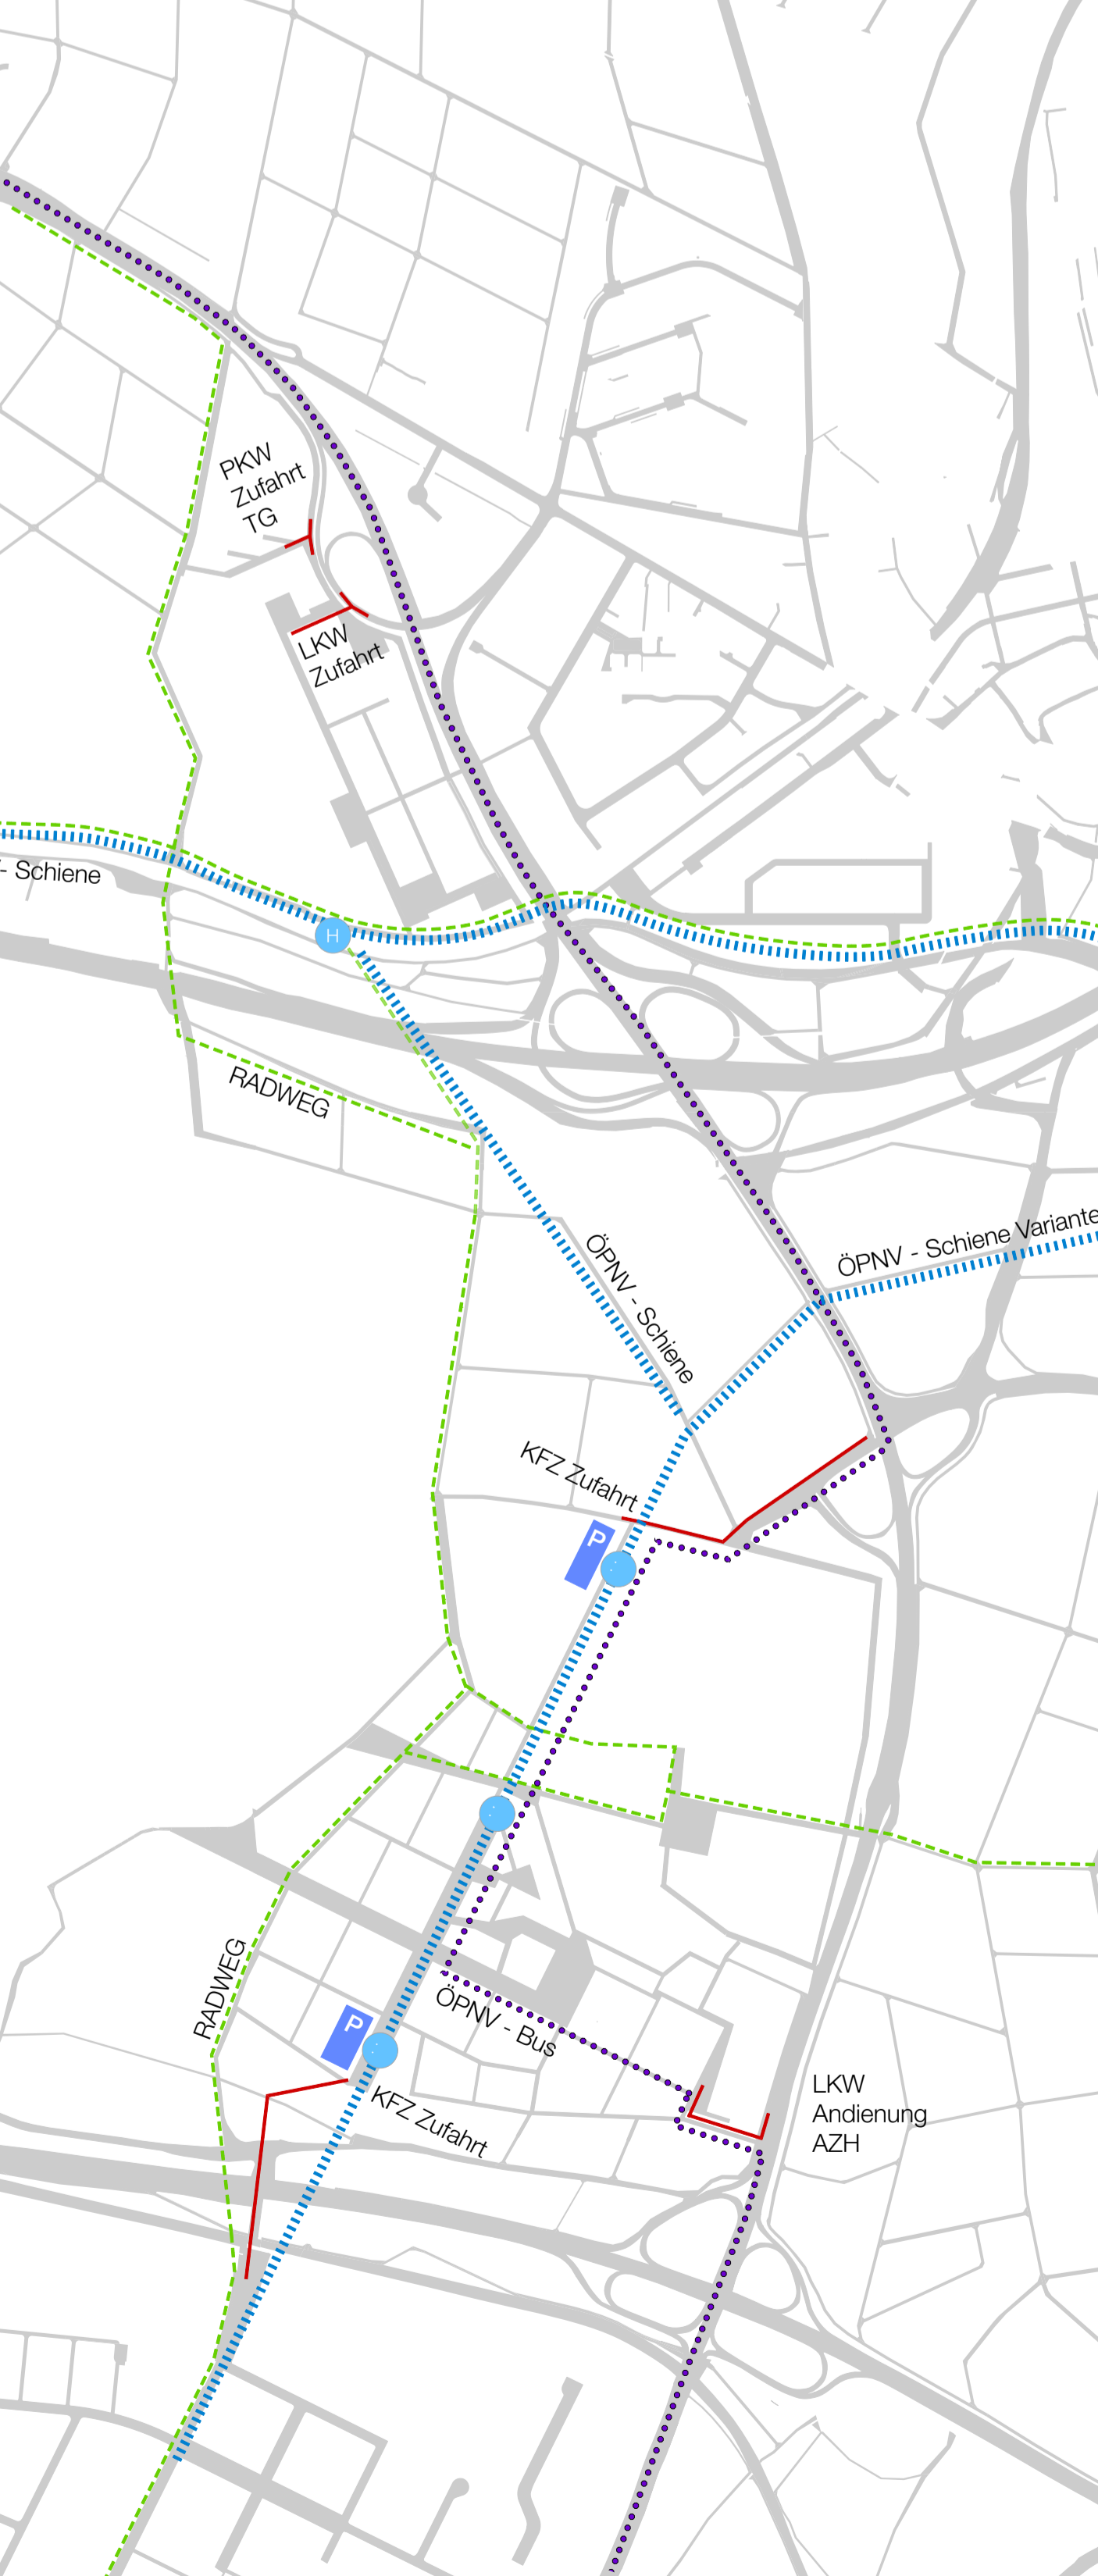 PKW
Zufahrt
TG
LKW
Zufahrt
- Schiene
H
RADWEG
ÖPNV - Schiene Variante
ÖPNV - Schiene
KFZ Zufahrt
P
RADWEG
ÖPNV - Bus
P
KFZ Zufahrt
LKW
Andienung
AZH